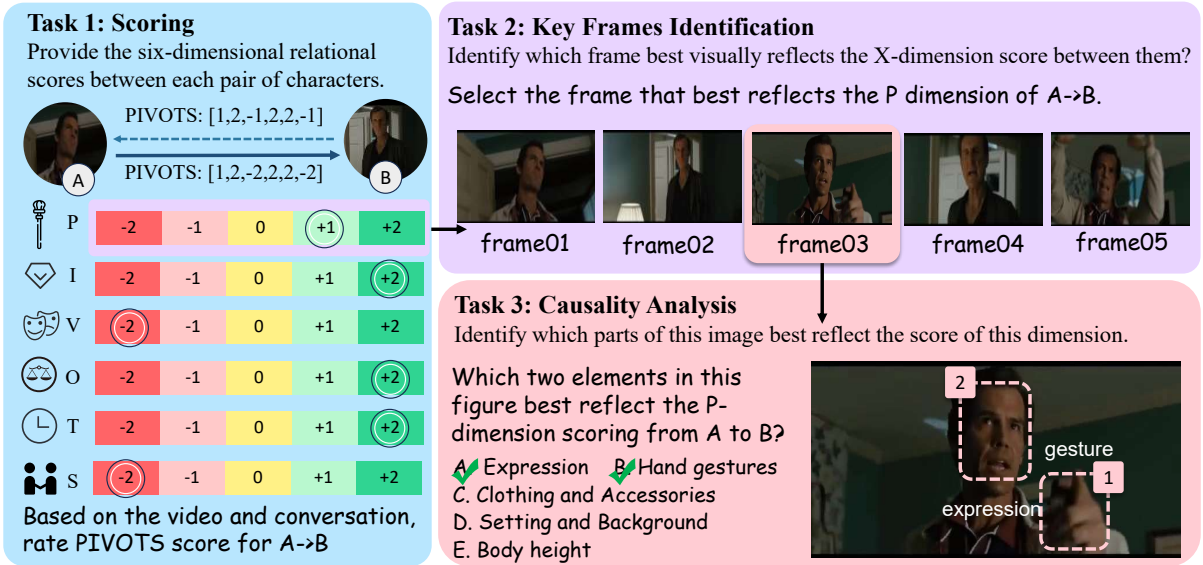 Task 1: Scoring
Provide the six-dimensional relational
scores between each pair of characters.
PIVOTS: [1,2,-1,2,2,-1]
PIVOTS: [1,2,-2,2,2,-2]
A
B
P -2 -1 0 +1 +2
I -2 -1 0 +1 +2
V -2 -1 0 +1 +2
O -2 -1 0 +1 +2
T -2 -1 0 +1 +2
S -2 -1 0 +1 +2
Based on the video and conversation,
rate PIVOTS score for A->B
Task 2: Key Frames Identification
Identify which frame best visually reflects the X-dimension score between them?
Select the frame that best reflects the P dimension of A->B.
frame01 frame02 frame03 frame04 frame05
Task 3: Causality Analysis
Identify which parts of this image best reflect the score of this dimension.
Which two elements in this
figure best reflect the P-
dimension scoring from A to B?
A. Expression B. Hand gestures
C. Clothing and Accessories
D. Setting and Background
E. Body height
2
gesture
1
expression